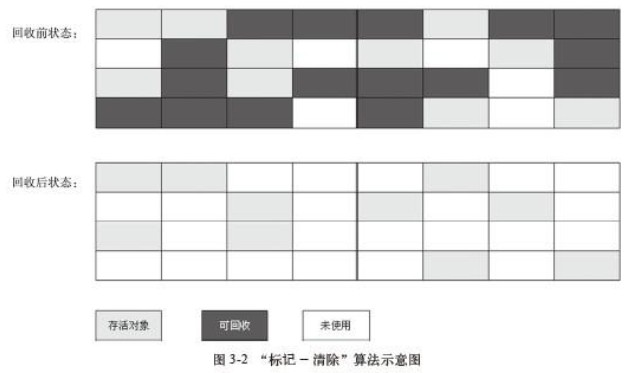 回收前状态:
回收后状态:
存活对象
可回收
未使用
图 3-2 “标记 – 清除”算法示意图